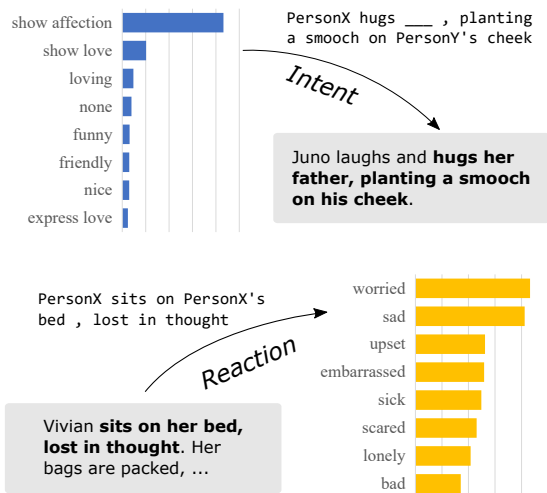 show affection
show love
loving
none
funny
friendly
nice
express love
PersonX hugs ___ , planting
a smooch on PersonY's cheek
Intent
Juno laughs and hugs her
father, planting a smooch
on his cheek.
PersonX sits on PersonX's
bed , lost in thought
Reaction
Vivian sits on her bed,
lost in thought. Her
bags are packed, ...
worried
sad
upset
embarrassed
sick
scared
lonely
bad